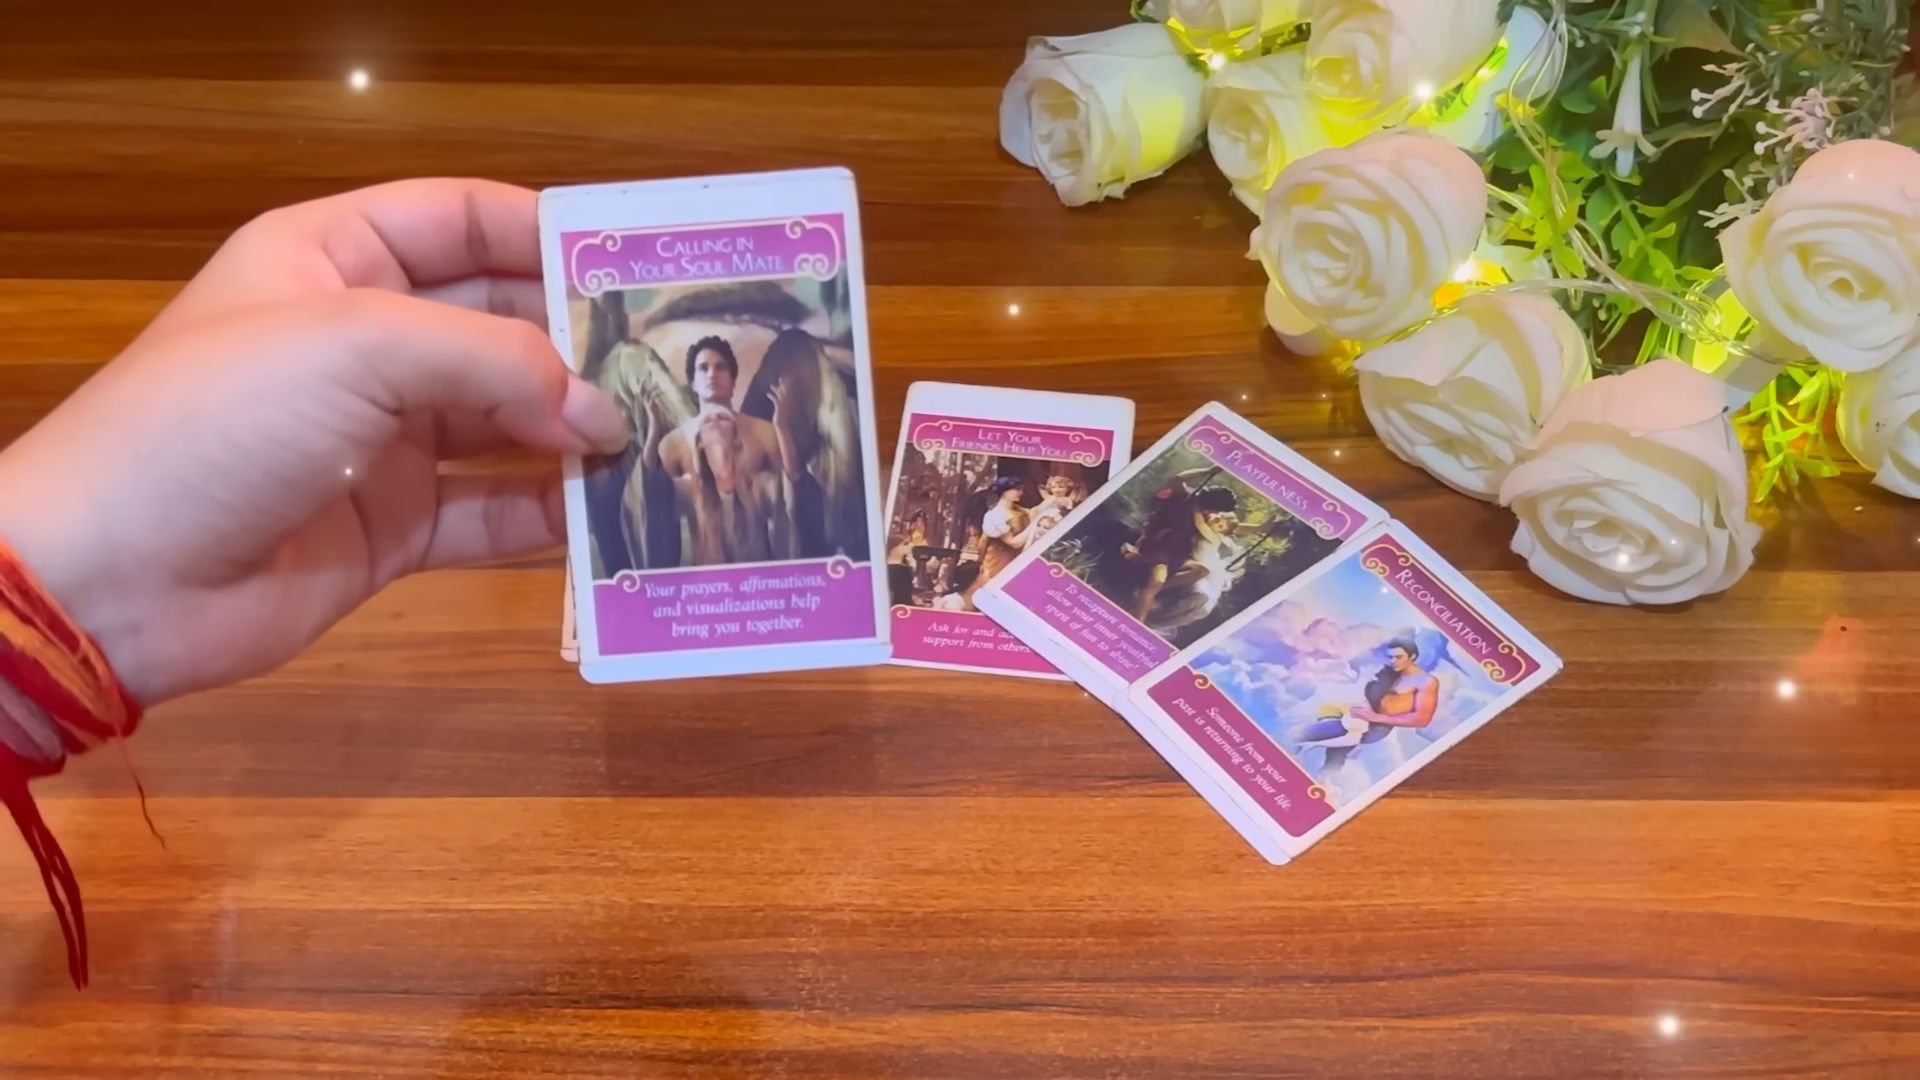 CALLING IN
YOUR SOUL MATE
Your prayers, affirmations,
and visualizations help
bring you together.
LET YOUR
FRIENDS HELP YOU
Ask for and
support from others
PLAYFULNESS
To recapture romance,
allow your inner youthful
spirit of fun to shine!
RECONCILIATION
Someone from your
past is returning to your life.